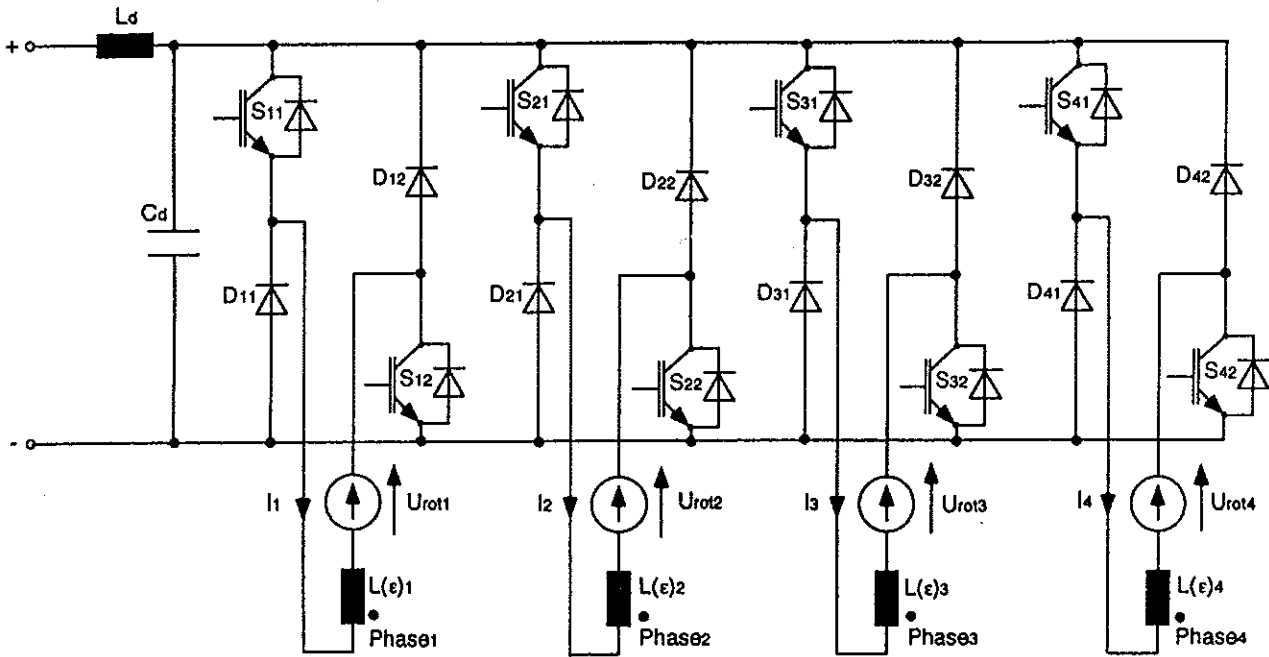 Ld
+
S11
S21
S31
S41
D12
D22
D32
D42
Cd
D11
D21
D31
D41
S12
S22
S32
S42
-
I1
Urot1
I2
Urot2
I3
Urot3
I4
Urot4
L(ε)1
L(ε)2
L(ε)3
L(ε)4
Phase1
Phase2
Phase3
Phase4